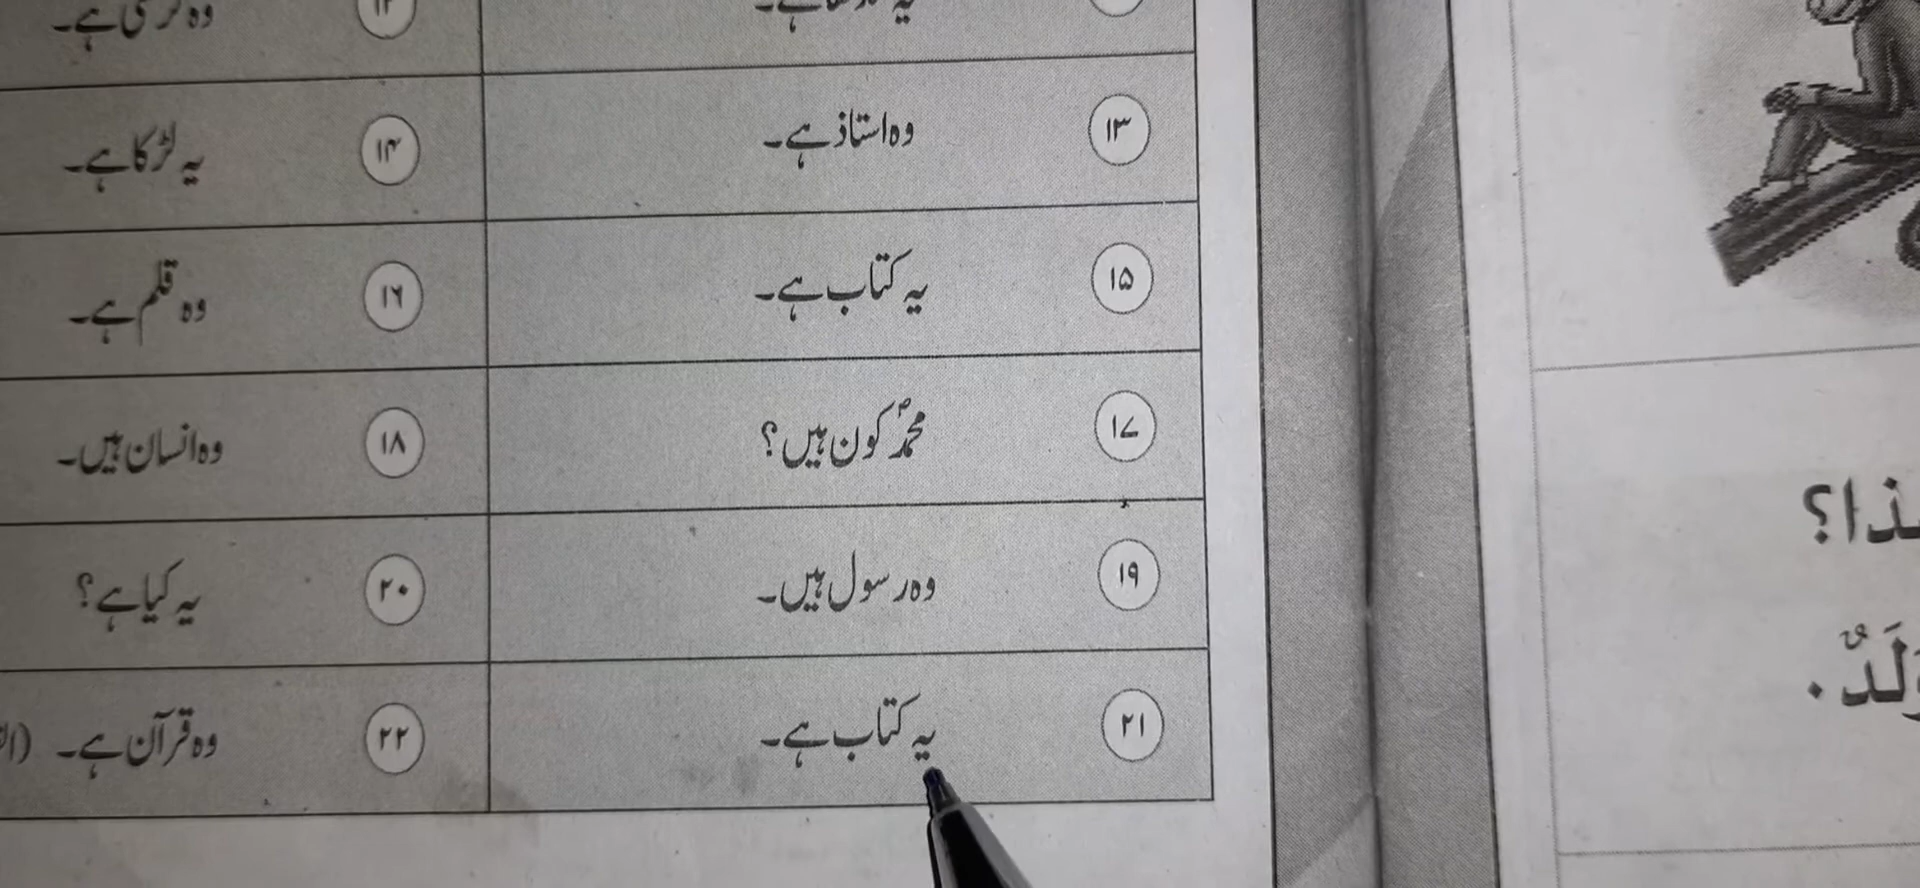 ۱۳ وہ استاذ ہے۔
۱۴ یہ لڑکا ہے۔
۱۵ یہ کتاب ہے۔
۱۶ وہ قلم ہے۔
۱۷ محمدؐ کون ہیں؟
۱۸ وہ انسان ہیں۔
۱۹ وہ رسول ہیں۔
۲۰ یہ کیا ہے؟
۲۱ یہ کتاب ہے۔
۲۲ وہ قرآن ہے۔